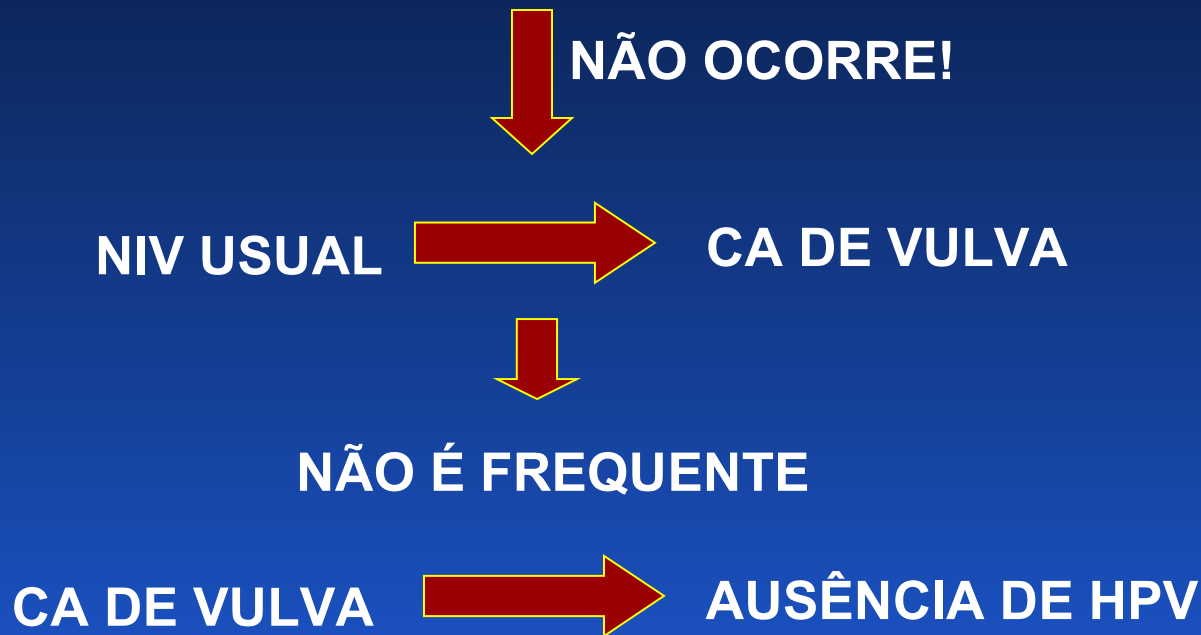 NÃO OCORRE!
NIV USUAL
CA DE VULVA
NÃO É FREQUENTE
CA DE VULVA
AUSÊNCIA DE HPV